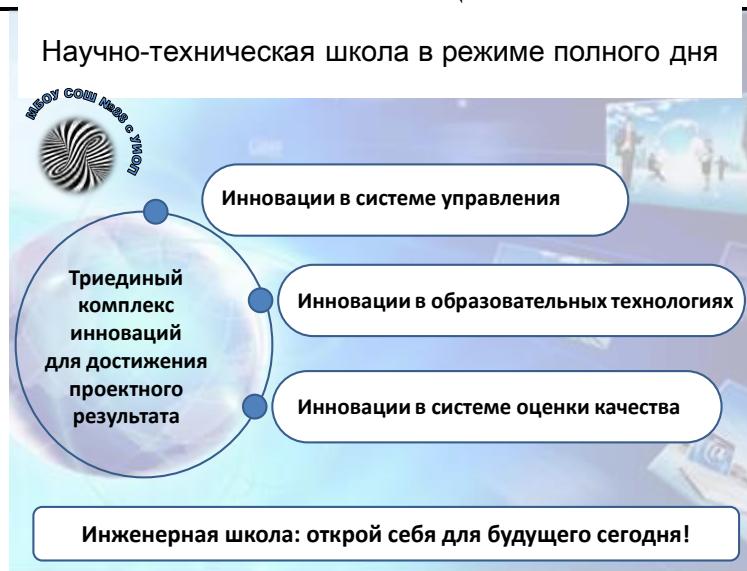 Научно-техническая школа в режиме полного дня
МБОУ СОШ №88 с УИОП
Инновации в системе управления
Триединый
комплекс
инноваций
для достижения
проектного
результата
Инновации в образовательных технологиях
Инновации в системе оценки качества
Инженерная школа: открой себя для будущего сегодня!